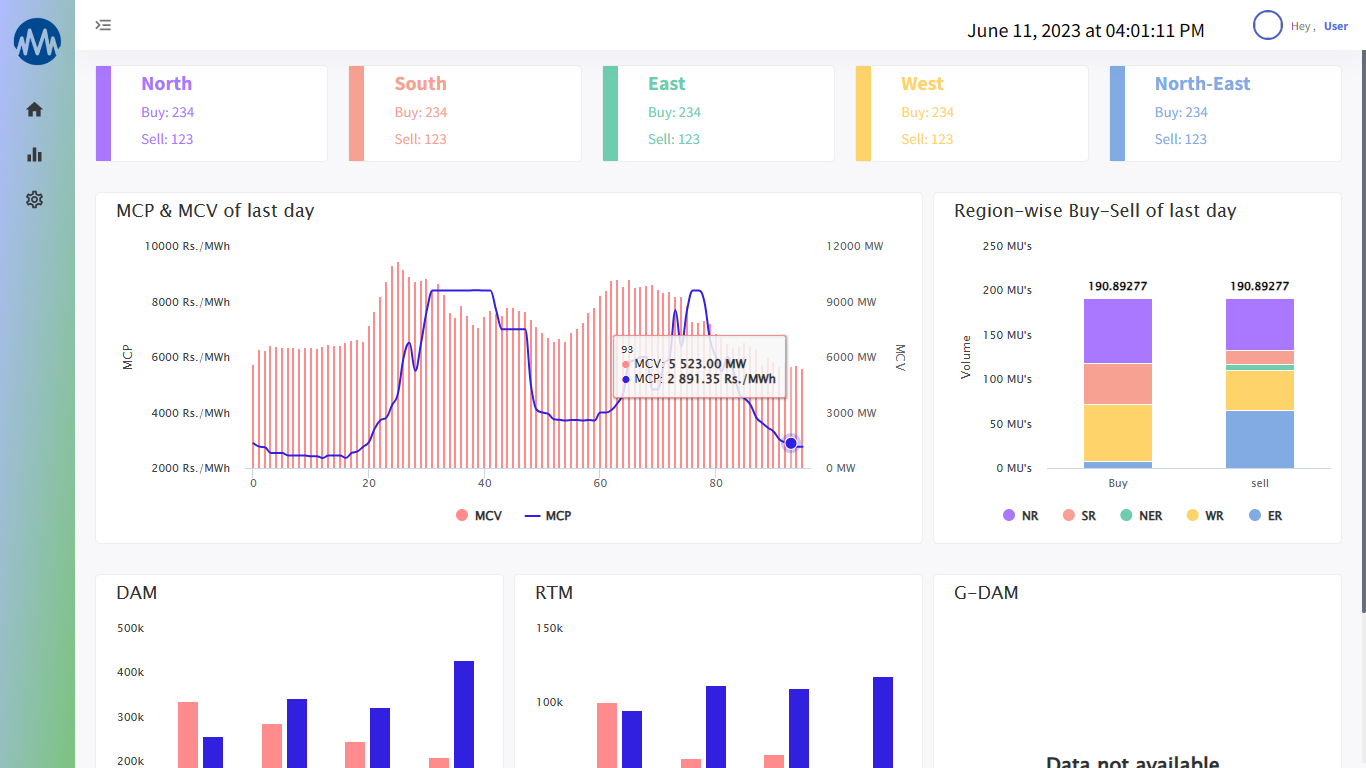 June 11, 2023 at 04:01:11 PM
Hey , User
North
Buy: 234
Sell: 123
South
Buy: 234
Sell: 123
East
Buy: 234
Sell: 123
West
Buy: 234
Sell: 123
North-East
Buy: 234
Sell: 123
MCP & MCV of last day
10000 Rs./MWh
8000 Rs./MWh
6000 Rs./MWh
4000 Rs./MWh
2000 Rs./MWh
MCP
12000 MW
9000 MW
6000 MW
3000 MW
0 MW
MCV
93
MCV: 5 523.00 MW
MCP: 2 891.35 Rs./MWh
0 20 40 60 80
MCV MCP
Region-wise Buy-Sell of last day
250 MU's
200 MU's
150 MU's
100 MU's
50 MU's
0 MU's
Volume
190.89277 190.89277
Buy sell
NR SR NER WR ER
DAM
500k
400k
300k
200k
RTM
150k
100k
G-DAM
Data not available